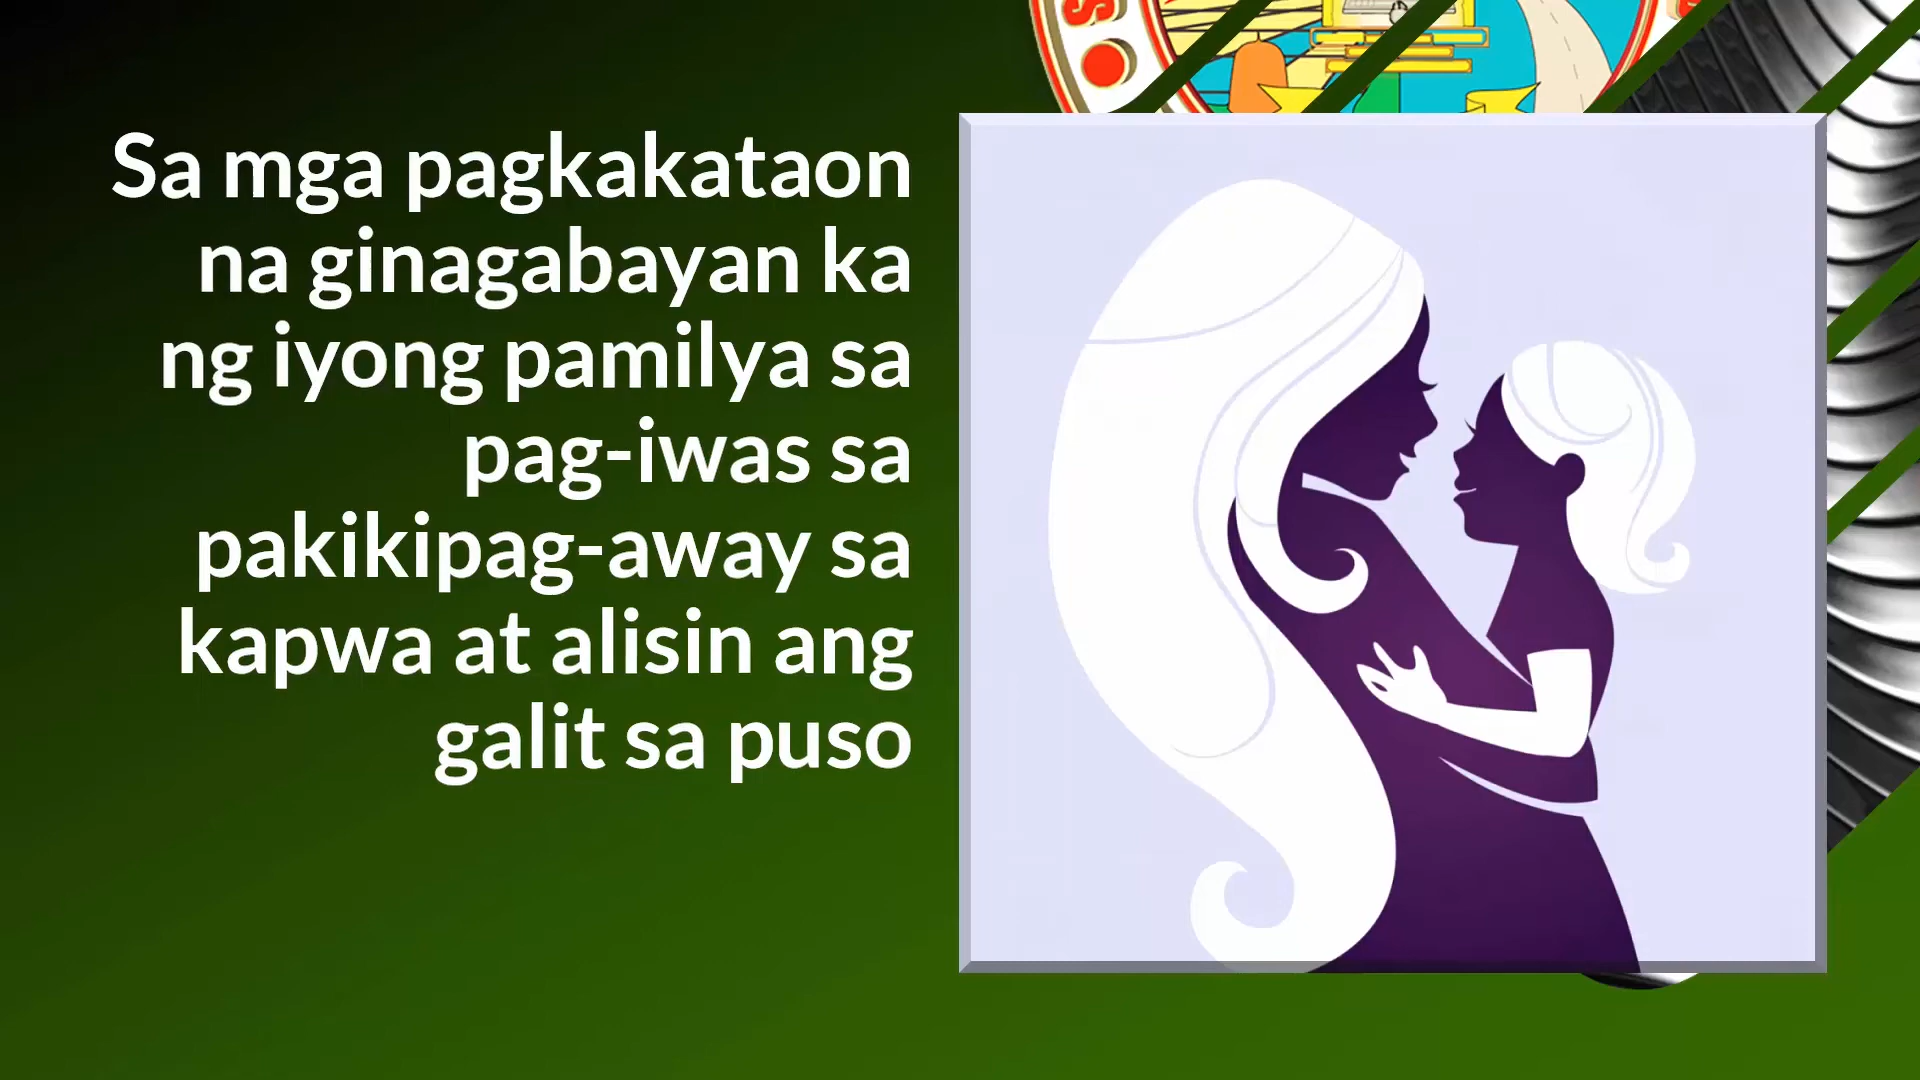 Sa mga pagkakataon
na ginagabayan ka
ng iyong pamilya sa
pag-iwas sa
pakikipag-away sa
kapwa at alisin ang
galit sa puso